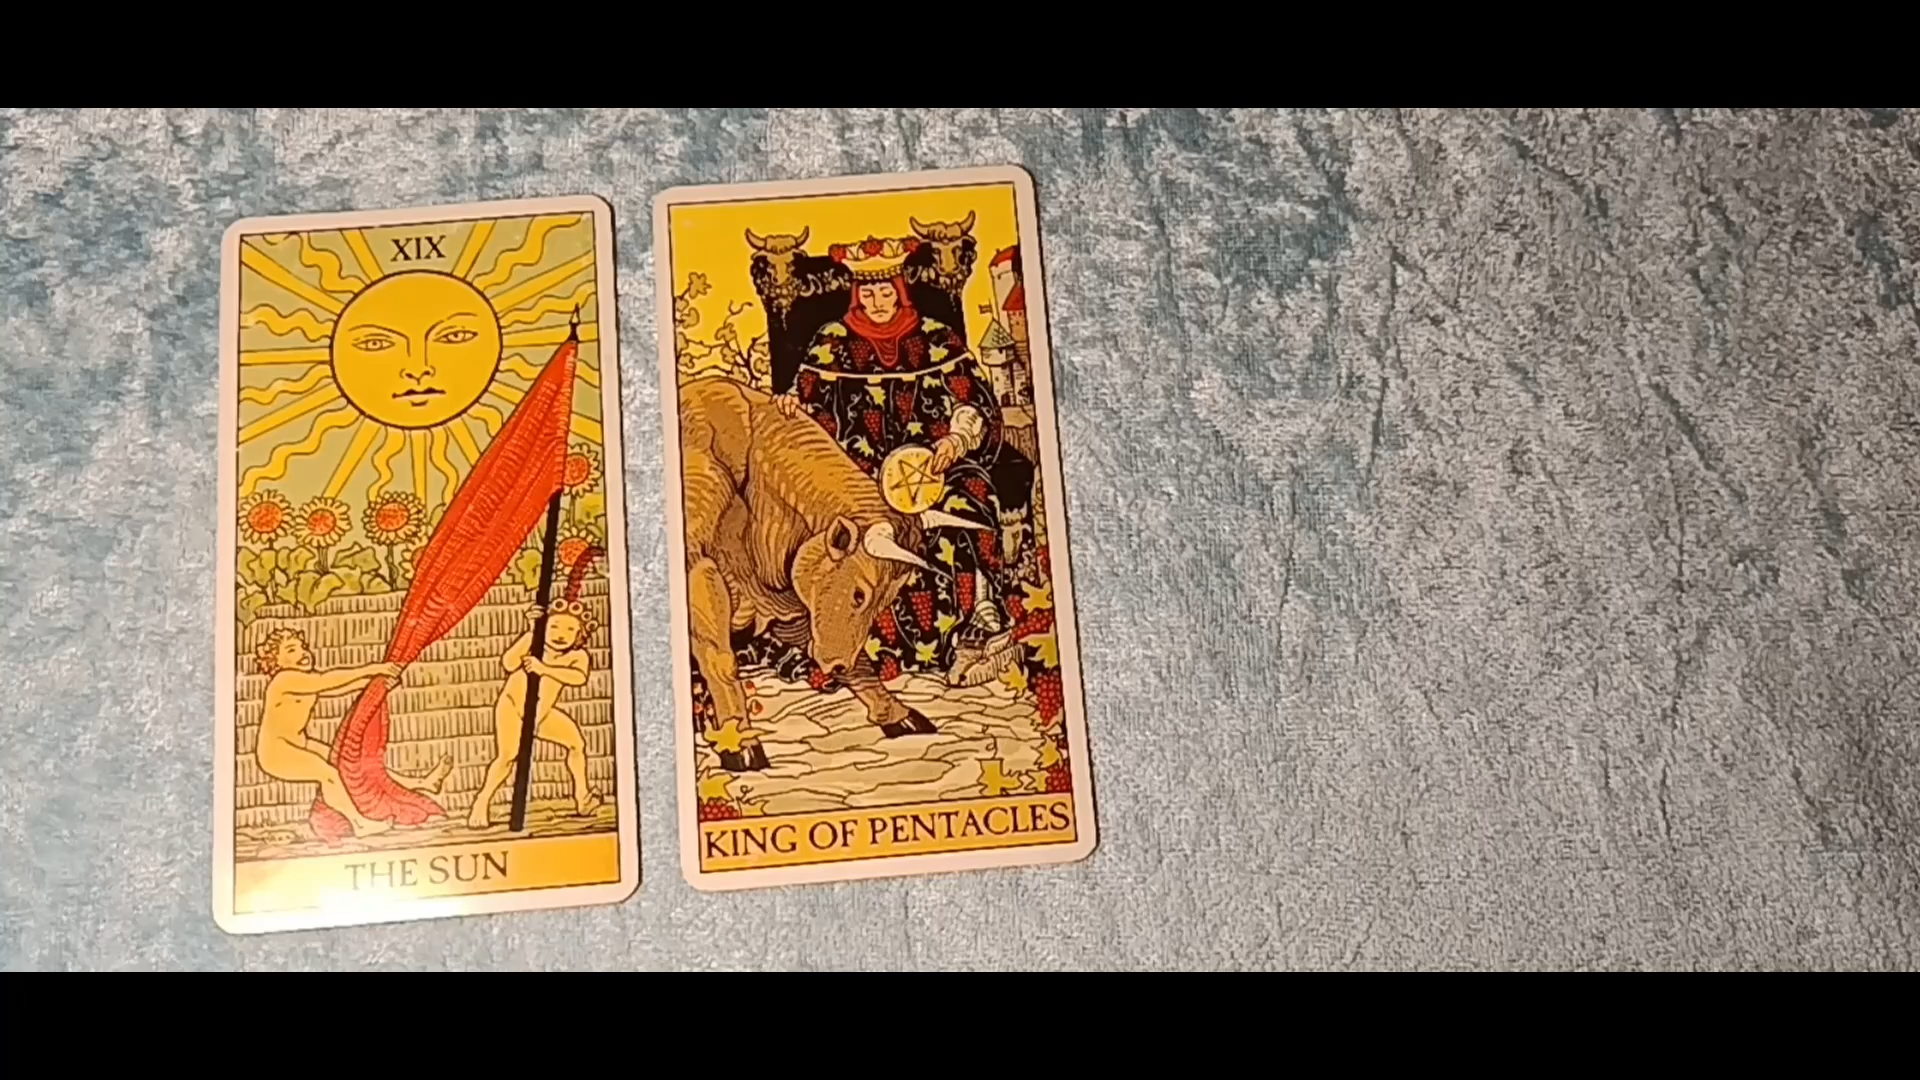 XIX
THE SUN
KING OF PENTACLES